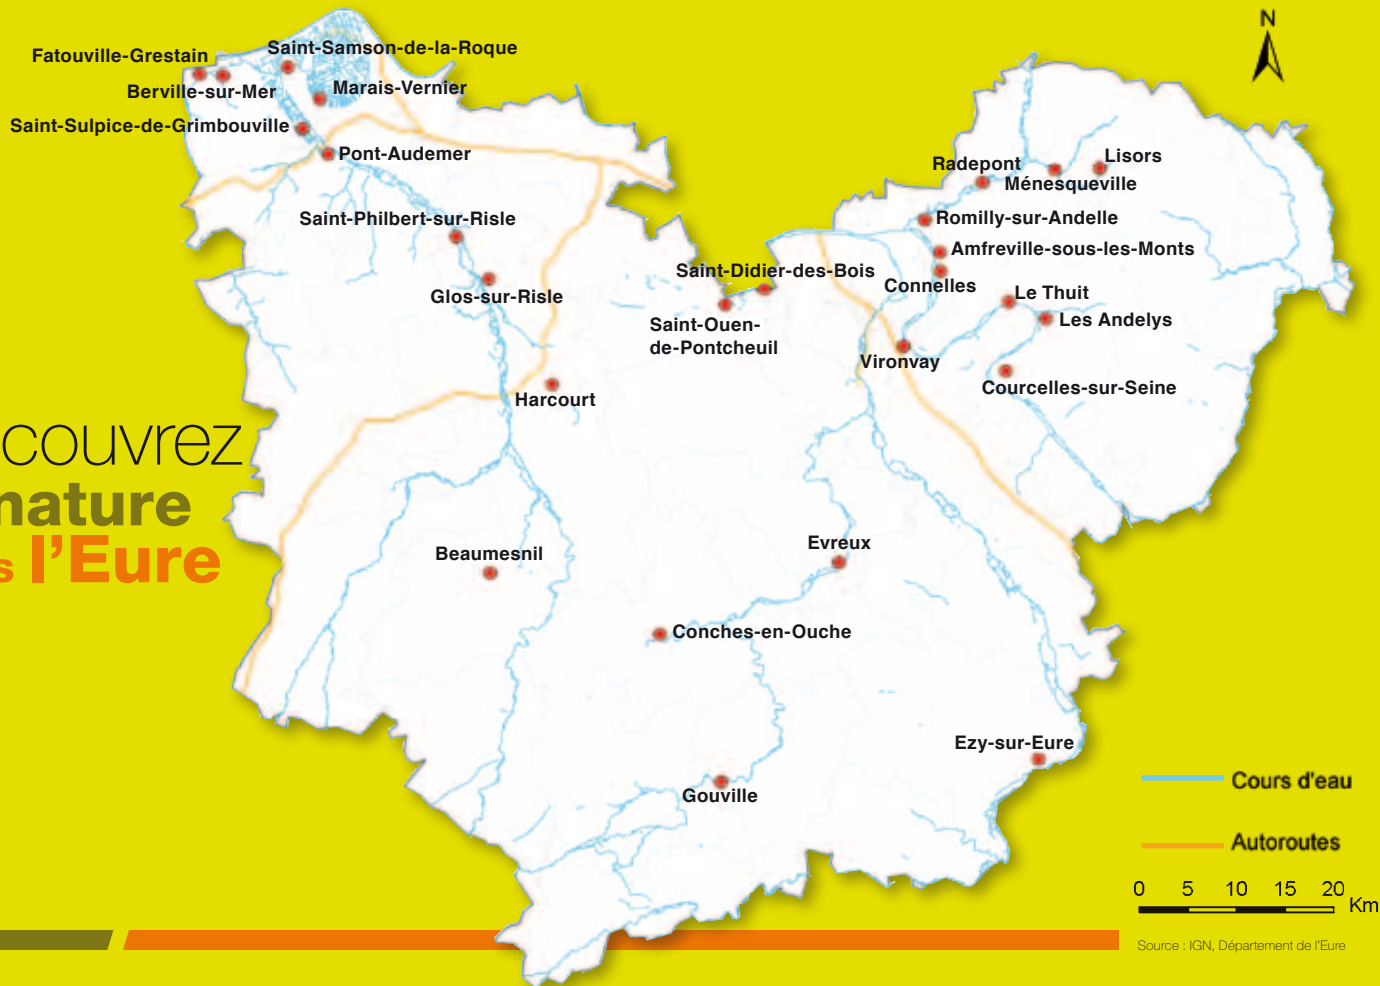 N
Fatouville-Grestain
Saint-Samson-de-la-Roque
Berville-sur-Mer
Marais-Vernier
Saint-Sulpice-de-Grimbouville
Pont-Audemer
Radepont
Lisors
Ménesqueville
Saint-Philbert-sur-Risle
Romilly-sur-Andelle
Amfreville-sous-les-Monts
Saint-Didier-des-Bois
Connelles
Glos-sur-Risle
Le Thuit
Saint-Ouen-
de-Pontcheuil
Les Andelys
Vironvay
Courcelles-sur-Seine
Harcourt
couvrez
nature
s l'Eure
Beaumesnil
Evreux
Conches-en-Ouche
Ezy-sur-Eure
Gouville
Cours d'eau
Autoroutes
0 5 10 15 20
Km
Source : IGN, Département de l'Eure